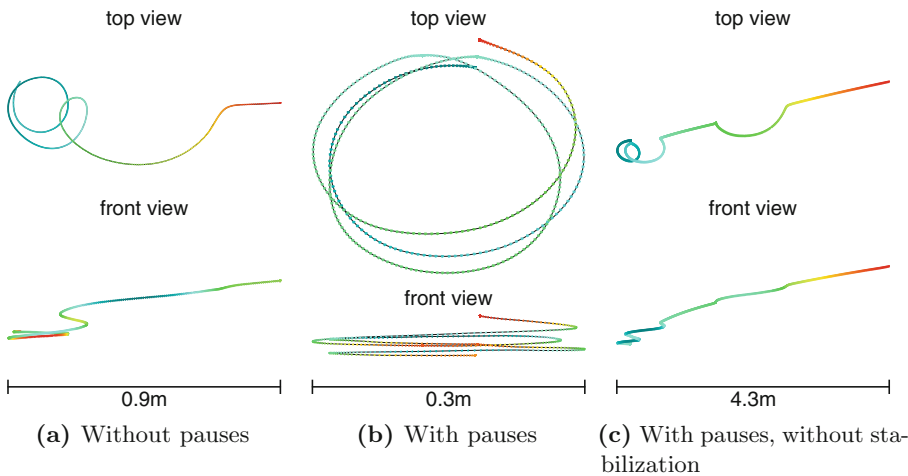 top view
front view
0.9m
(a) Without pauses
top view
front view
0.3m
(b) With pauses
top view
front view
4.3m
(c) With pauses, without sta-
bilization